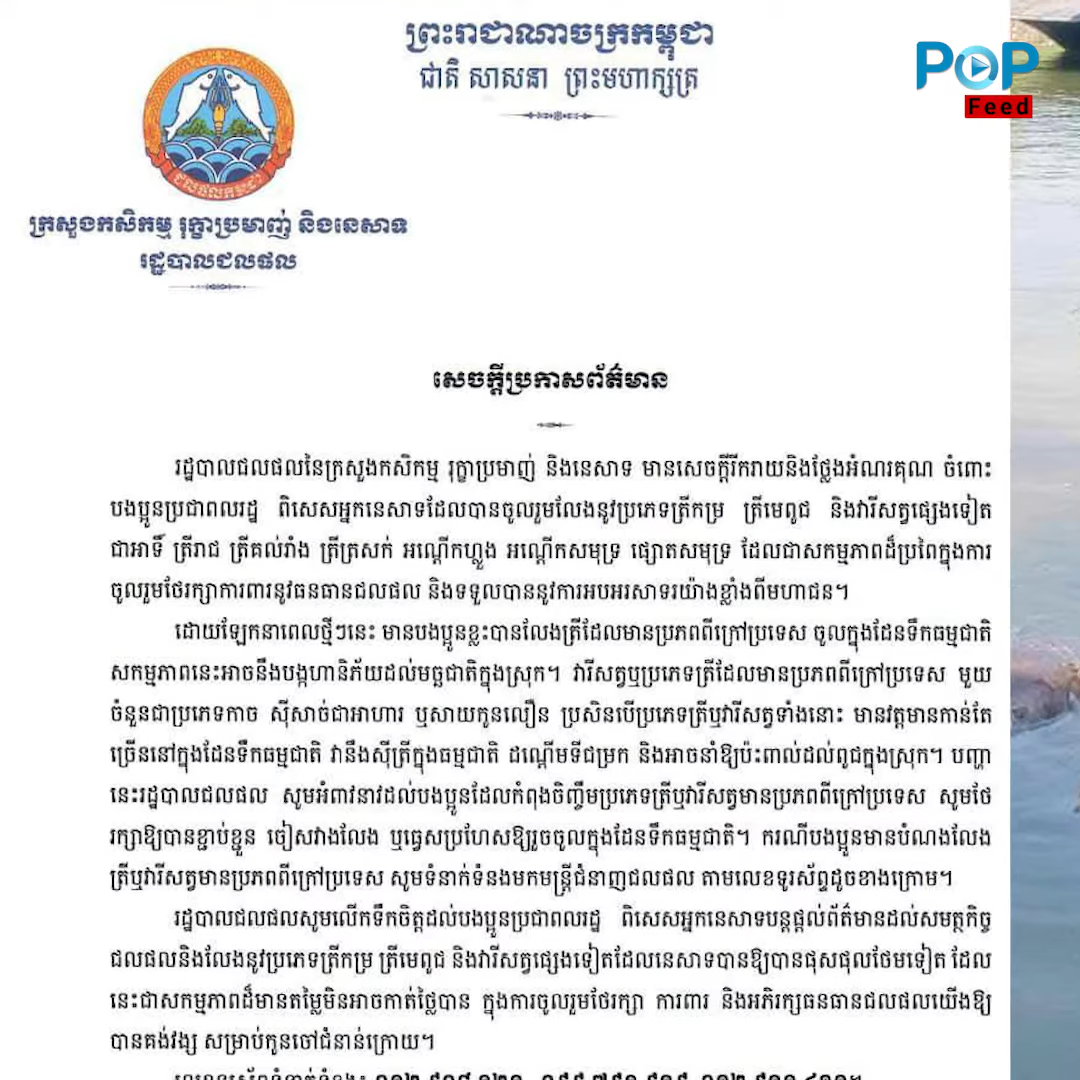 ព្រះរាជាណាចក្រកម្ពុជា
ជាតិ សាសនា ព្រះមហាក្សត្រ
POP
Feed
ជលផលកម្ពុជា
ក្រសួងកសិកម្ម រុក្ខាប្រមាញ់ និងនេសាទ
រដ្ឋបាលជលផល
សេចក្តីប្រកាសព័ត៌មាន
រដ្ឋបាលជលផលនៃក្រសួងកសិកម្ម រុក្ខាប្រមាញ់ និងនេសាទ មានសេចក្តីរីករាយនិងថ្លែងអំណរគុណ ចំពោះ
បងប្អូនប្រជាពលរដ្ឋ ពិសេសអ្នកនេសាទដែលបានចូលរួមលែងនូវប្រភេទត្រីកម្រ ត្រីមេពូជ និងវារីសត្វផ្សេងទៀត
ជាអាទិ៍ ត្រីរាជ ត្រីគល់រាំង ត្រីត្រសក់ អណ្តើកហ្លួង អណ្តើកសមុទ្រ ផ្សោតសមុទ្រ ដែលជាសកម្មភាពដ៏ប្រពៃក្នុងការ
ចូលរួមថែរក្សាការពារនូវធនធានជលផល និងទទួលបាននូវការអបអរសាទរយ៉ាងខ្លាំងពីមហាជន។
ដោយឡែកនាពេលថ្មីៗនេះ មានបងប្អូនខ្លះបានលែងត្រីដែលមានប្រភពពីក្រៅប្រទេស ចូលក្នុងដែនទឹកធម្មជាតិ
សកម្មភាពនេះអាចនឹងបង្កហានិភ័យដល់មច្ឆជាតិក្នុងស្រុក។ វារីសត្វឬប្រភេទត្រីដែលមានប្រភពពីក្រៅប្រទេស មួយ
ចំនួនជាប្រភេទកាច ស៊ីសាច់ជាអាហារ ឬសាយកូនលឿន ប្រសិនបើប្រភេទត្រីឬវារីសត្វទាំងនោះ មានវត្តមានកាន់តែ
ច្រើននៅក្នុងដែនទឹកធម្មជាតិ វានឹងស៊ីត្រីក្នុងធម្មជាតិ ដណ្តើមទីជម្រក និងអាចនាំឱ្យប៉ះពាល់ដល់ពូជក្នុងស្រុក។ បញ្ហា
នេះរដ្ឋបាលជលផល សូមអំពាវនាវដល់បងប្អូនដែលកំពុងចិញ្ចឹមប្រភេទត្រីឬវារីសត្វមានប្រភពពីក្រៅប្រទេស សូមថែ
រក្សាឱ្យបានខ្ជាប់ខ្ជួន ចៀសវាងលែង ឬធ្វេសប្រហែសឱ្យរួចចូលក្នុងដែនទឹកធម្មជាតិ។ ករណីបងប្អូនមានបំណងលែង
ត្រីឬវារីសត្វមានប្រភពពីក្រៅប្រទេស សូមទំនាក់ទំនងមកមន្ត្រីជំនាញជលផល តាមលេខទូរស័ព្ទដូចខាងក្រោម។
រដ្ឋបាលជលផលសូមលើកទឹកចិត្តដល់បងប្អូនប្រជាពលរដ្ឋ ពិសេសអ្នកនេសាទបន្តផ្តល់ព័ត៌មានដល់សមត្ថកិច្ច
ជលផលនិងលែងនូវប្រភេទត្រីកម្រ ត្រីមេពូជ និងវារីសត្វផ្សេងទៀតដែលនេសាទបានឱ្យបានផុសផុលថែមទៀត ដែល
នេះជាសកម្មភាពដ៏មានតម្លៃមិនអាចកាត់ថ្លៃបាន ក្នុងការចូលរួមថែរក្សា ការពារ និងអភិរក្សធនធានជលផលយើងឱ្យ
បានគង់វង្ស សម្រាប់កូនចៅជំនាន់ក្រោយ។